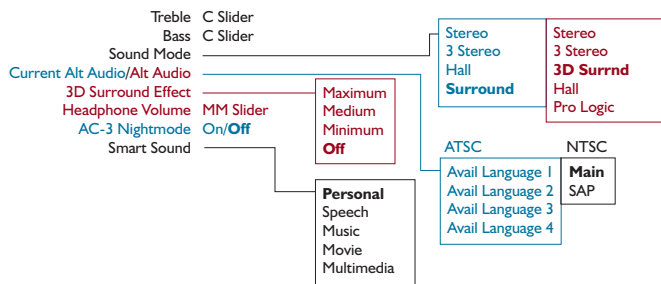 Treble C Slider
Bass C Slider
Sound Mode
Current Alt Audio/Alt Audio
3D Surround Effect
Headphone Volume MM Slider
AC-3 Nightmode On/Off
Smart Sound
Stereo
3 Stereo
Hall
Surround
Stereo
3 Stereo
3D Surrnd
Hall
Pro Logic
Maximum
Medium
Minimum
Off
ATSC
Avail Language 1
Avail Language 2
Avail Language 3
Avail Language 4
NTSC
Main
SAP
Personal
Speech
Music
Movie
Multimedia